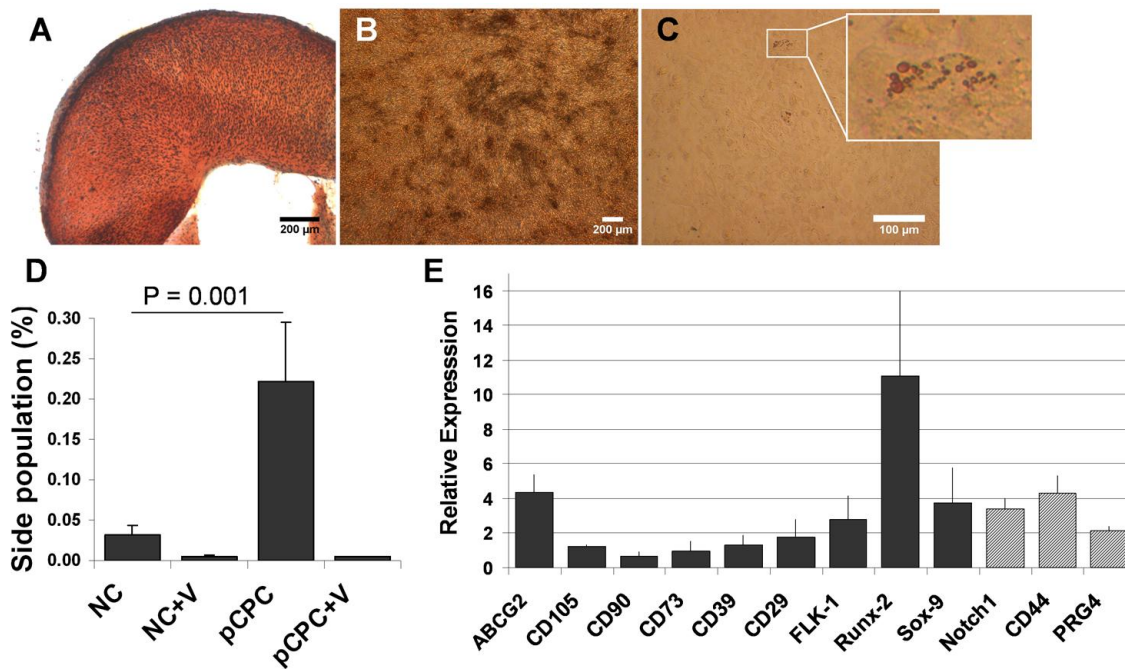 A
B
C
200 µm
200 µm
100 µm
D
P = 0.001
Side population (%)
0.30
0.25
0.20
0.15
0.10
0.05
0.00
NC
NC+V
pCPC
pCPC+V
E
Relative Expresssion
16
14
12
10
8
6
4
2
0
ABCG2
CD105
CD90
CD73
CD39
CD29
FLK-1
Runx-2
Sox-9
Notch1
CD44
PRG4